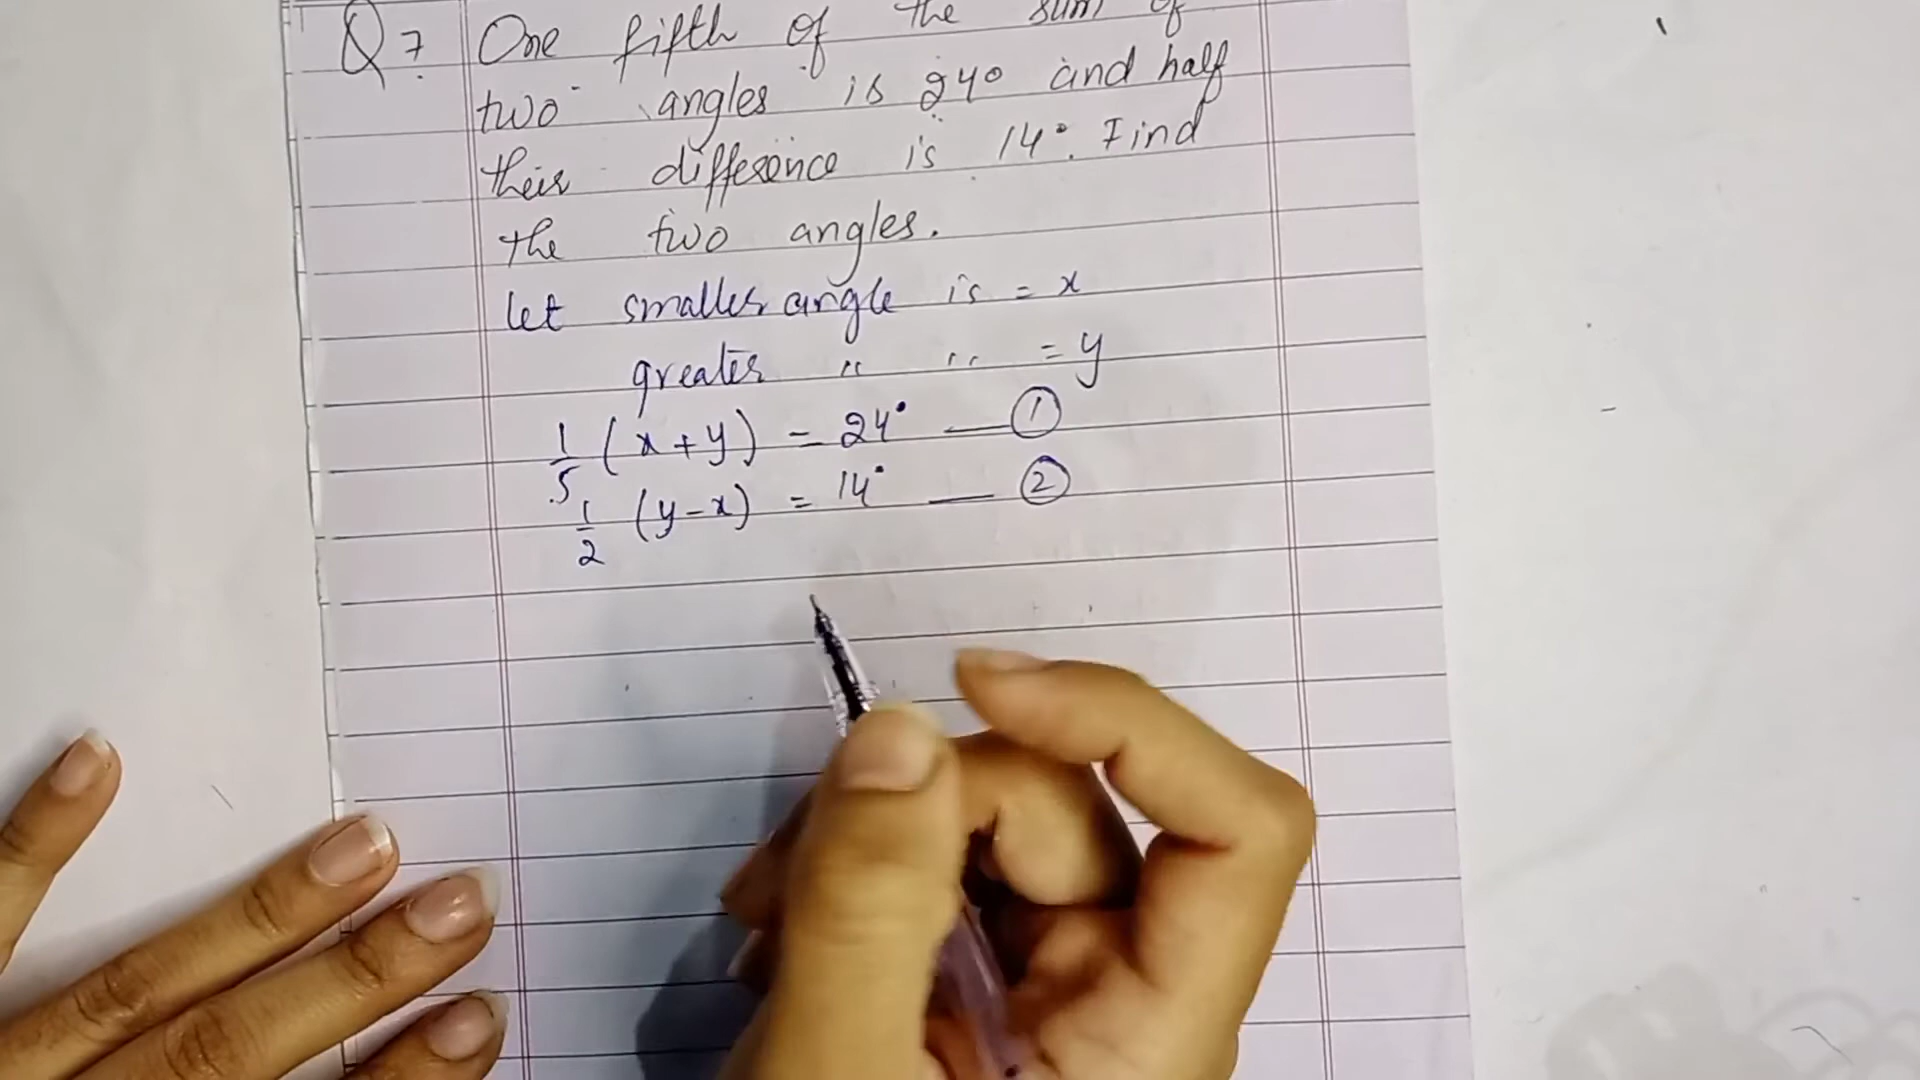 Q 7 One fifth of the sum of
two angles is 24° and half
their difference is 14°. Find
the two angles.
let smaller angle is = x
greater " " = y
1/5 (x+y) = 24° — ①
1/2 (y-x) = 14° — ②